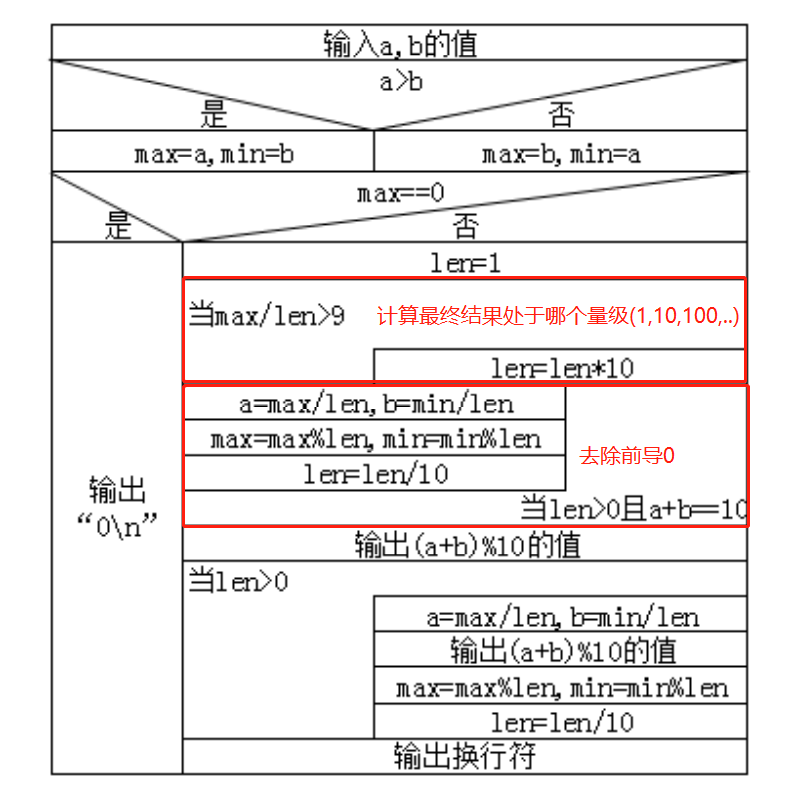 输入a,b的值
a>b
是
否
max=a,min=b
max=b,min=a
max==0
是
否
len=1
当max/len>9
计算最终结果处于哪个量级(1,10,100,..)
len=len*10
a=max/len,b=min/len
max=max%len,min=min%len
len=len/10
去除前导0
当len>0且a+b==10
输出
“0\n”
输出(a+b)%10的值
当len>0
a=max/len,b=min/len
输出(a+b)%10的值
max=max%len,min=min%len
len=len/10
输出换行符